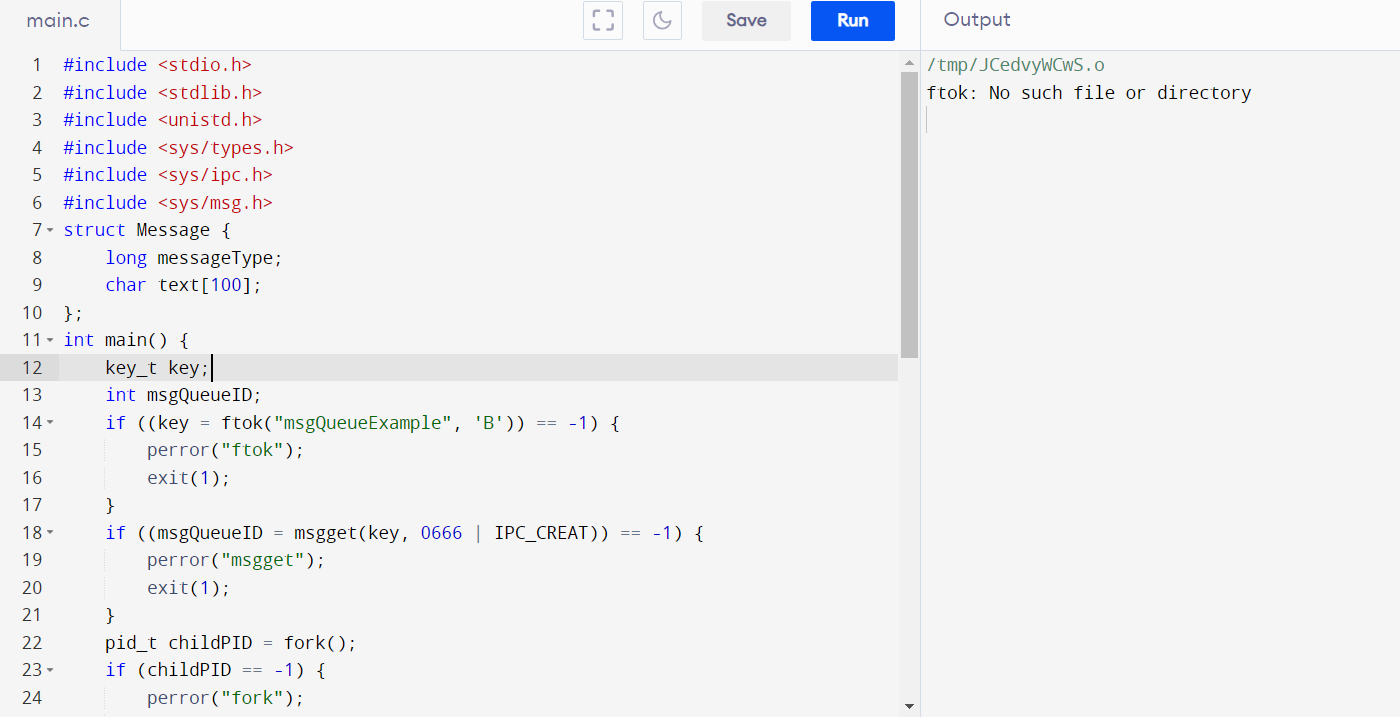 main.c
Save
Run
Output
1 #include <stdio.h>
2 #include <stdlib.h>
3 #include <unistd.h>
4 #include <sys/types.h>
5 #include <sys/ipc.h>
6 #include <sys/msg.h>
7 struct Message {
8     long messageType;
9     char text[100];
10 };
11 int main() {
12     key_t key;
13     int msgQueueID;
14     if ((key = ftok("msgQueueExample", 'B')) == -1) {
15         perror("ftok");
16         exit(1);
17     }
18     if ((msgQueueID = msgget(key, 0666 | IPC_CREAT)) == -1) {
19         perror("msgget");
20         exit(1);
21     }
22     pid_t childPID = fork();
23     if (childPID == -1) {
24         perror("fork");
/tmp/JCedvyWCwS.o
ftok: No such file or directory